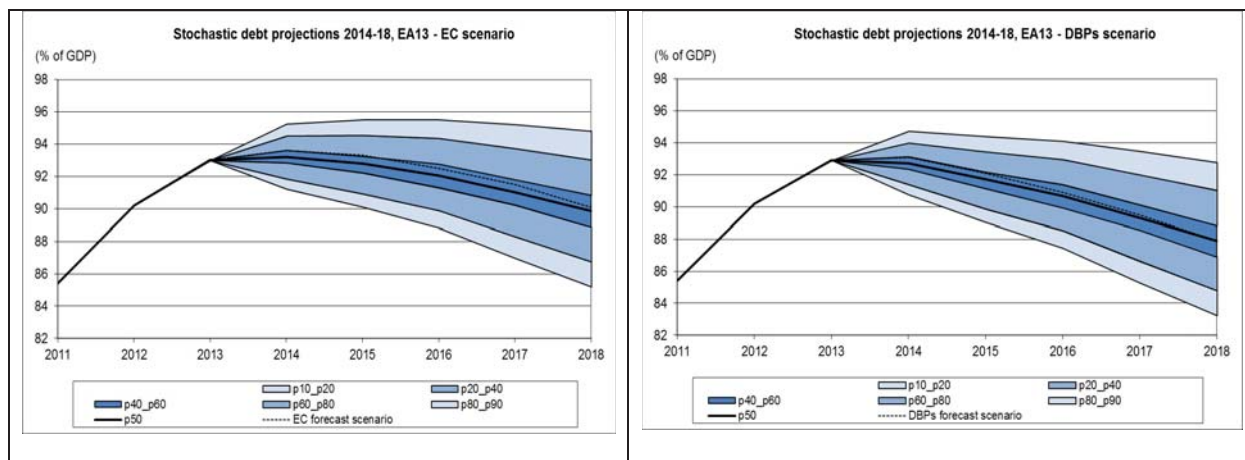 Stochastic debt projections 2014-18, EA13 - EC scenario
(% of GDP)
98
96
94
92
90
88
86
84
82
2011 2012 2013 2014 2015 2016 2017 2018
p10_p20 p20_p40
p40_p60 p60_p80 p80_p90
p50 EC forecast scenario
Stochastic debt projections 2014-18, EA13 - DBPs scenario
(% of GDP)
98
96
94
92
90
88
86
84
82
2011 2012 2013 2014 2015 2016 2017 2018
p10_p20 p20_p40
p40_p60 p60_p80 p80_p90
p50 DBPs forecast scenario